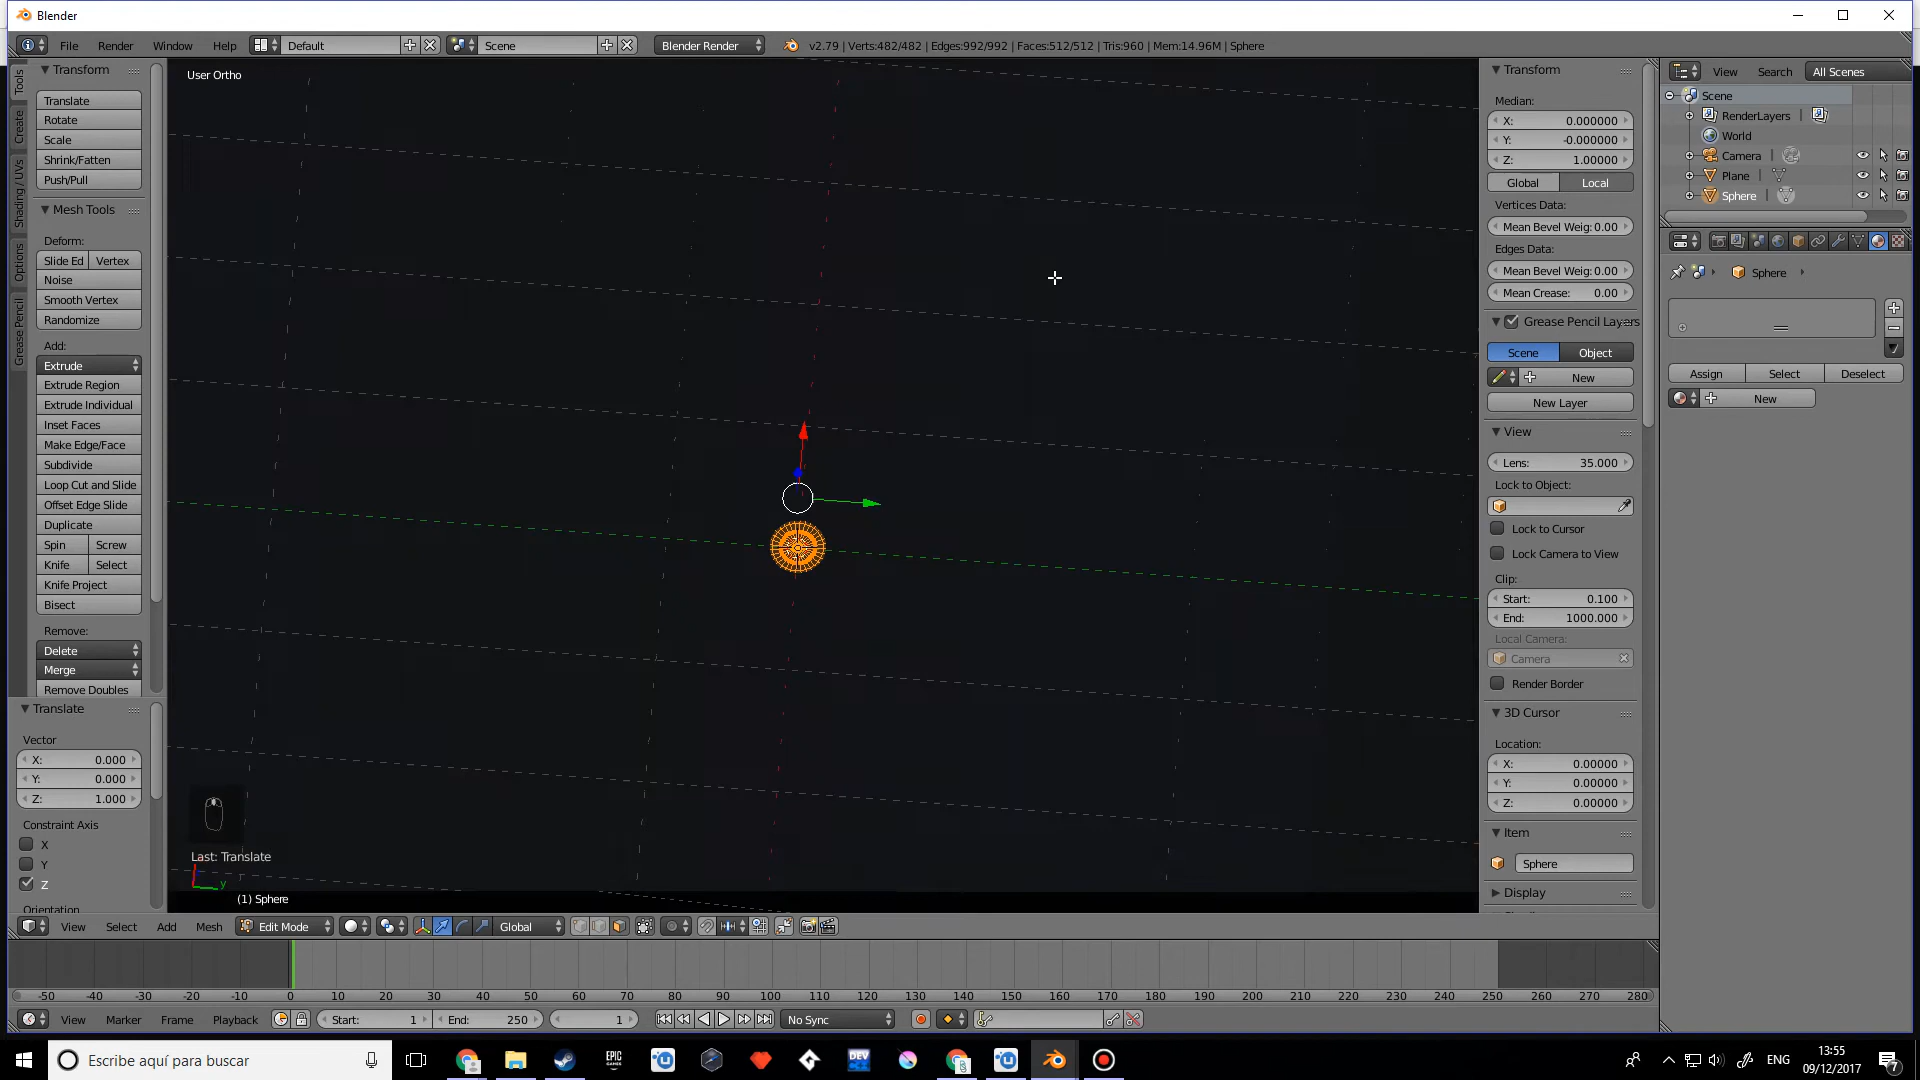 Blender
File Render Window Help Default Scene Blender Render v2.79 | Verts:482/482 | Edges:992/992 | Faces:512/512 | Tris:960 | Mem:14.96M | Sphere
Tools
Create
Shading / UVs
Options
Grease Pencil
Transform
Translate
Rotate
Scale
Shrink/Fatten
Push/Pull
Mesh Tools
Deform:
Slide Ed Vertex
Noise
Smooth Vertex
Randomize
Add:
Extrude
Extrude Region
Extrude Individual
Inset Faces
Make Edge/Face
Subdivide
Loop Cut and Slide
Offset Edge Slide
Duplicate
Spin Screw
Knife Select
Knife Project
Bisect
Remove:
Delete
Merge
Remove Doubles
Translate
Vector
X: 0.000
Y: 0.000
Z: 1.000
Constraint Axis
X
Y
Z
Orientation
User Ortho
Last: Translate
y
(1) Sphere
Transform
Median:
X: 0.000000
Y: -0.000000
Z: 1.00000
Global Local
Vertices Data:
Mean Bevel Weig: 0.00
Edges Data:
Mean Bevel Weig: 0.00
Mean Crease: 0.00
Grease Pencil Layers
Scene Object
New
New Layer
View
Lens: 35.000
Lock to Object:
Lock to Cursor
Lock Camera to View
Clip:
Start: 0.100
End: 1000.000
Local Camera:
Camera
Render Border
3D Cursor
Location:
X: 0.00000
Y: 0.00000
Z: 0.00000
Item
Sphere
Display
View Search All Scenes
Scene
RenderLayers
World
Camera
Plane
Sphere
Sphere
Assign Select Deselect
New
View Select Add Mesh Edit Mode Global
-50 -40 -30 -20 -10 0 10 20 30 40 50 60 70 80 90 100 110 120 130 140 150 160 170 180 190 200 210 220 230 240 250 260 270 280
View Marker Frame Playback Start: 1 End: 250 1 No Sync
Escribe aquí para buscar
EPIC GAMES
DEV
ENG
13:55
09/12/2017
7